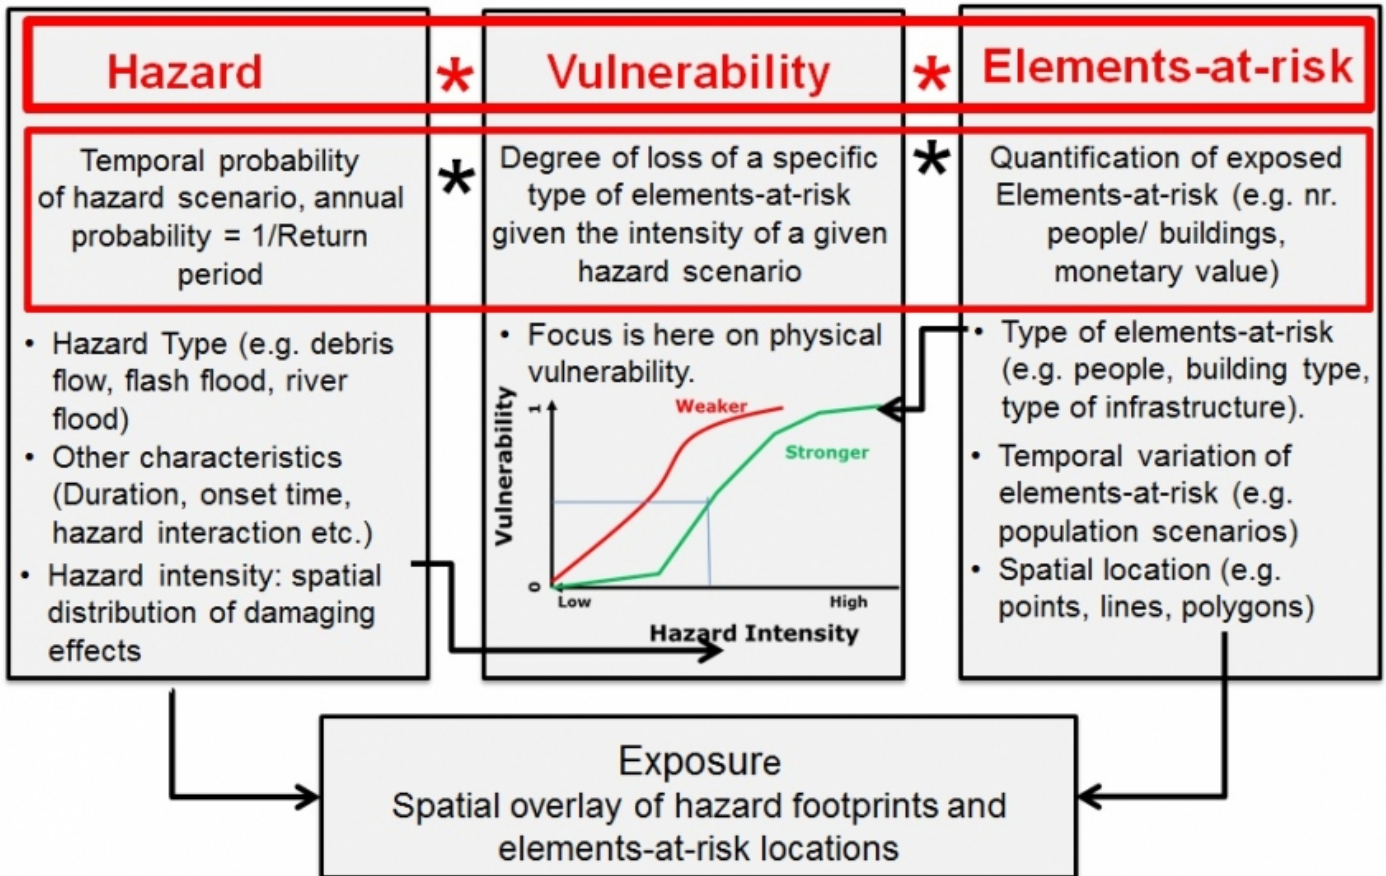 Hazard
*
Vulnerability
*
Elements-at-risk
Temporal probability
of hazard scenario, annual
probability = 1/Return
period
*
Degree of loss of a specific
type of elements-at-risk
given the intensity of a given
hazard scenario
*
Quantification of exposed
Elements-at-risk (e.g. nr.
people/ buildings,
monetary value)
• Hazard Type (e.g. debris
flow, flash flood, river
flood)
• Other characteristics
(Duration, onset time,
hazard interaction etc.)
• Hazard intensity: spatial
distribution of damaging
effects
• Focus is here on physical
vulnerability.
Vulnerability
1
0
Weaker
Stronger
Low
High
Hazard Intensity
• Type of elements-at-risk
(e.g. people, building type,
type of infrastructure).
• Temporal variation of
elements-at-risk (e.g.
population scenarios)
• Spatial location (e.g.
points, lines, polygons)
Exposure
Spatial overlay of hazard footprints and
elements-at-risk locations